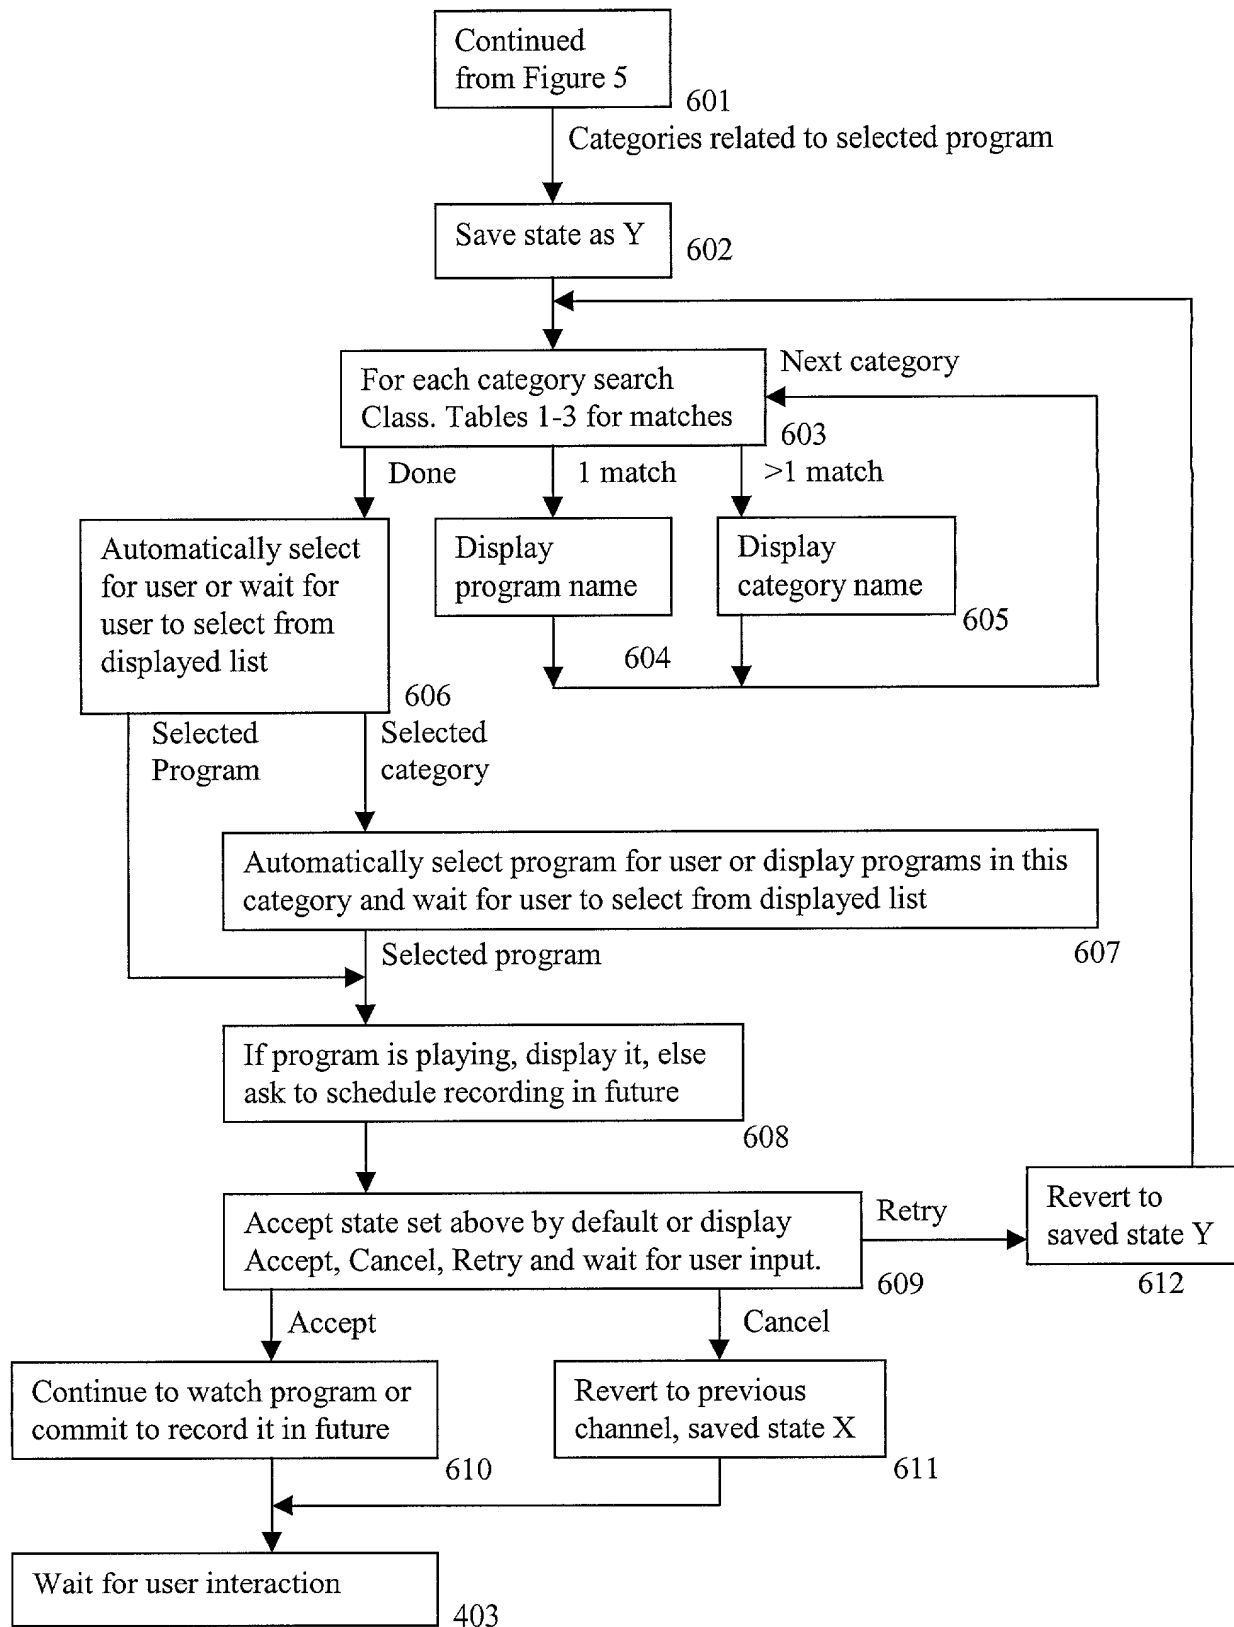 Continued
from Figure 5
601
Categories related to selected program
Save state as Y
602
Next category
For each category search
Class. Tables 1-3 for matches
603
Done
1 match
>1 match
Automatically select
for user or wait for
user to select from
displayed list
606
Display
program name
604
Display
category name
605
Selected
Program
Selected
category
Automatically select program for user or display programs in this
category and wait for user to select from displayed list
607
Selected program
If program is playing, display it, else
ask to schedule recording in future
608
Accept state set above by default or display
Accept, Cancel, Retry and wait for user input.
609
Retry
Revert to
saved state Y
612
Accept
Cancel
Continue to watch program or
commit to record it in future
610
Revert to previous
channel, saved state X
611
Wait for user interaction
403